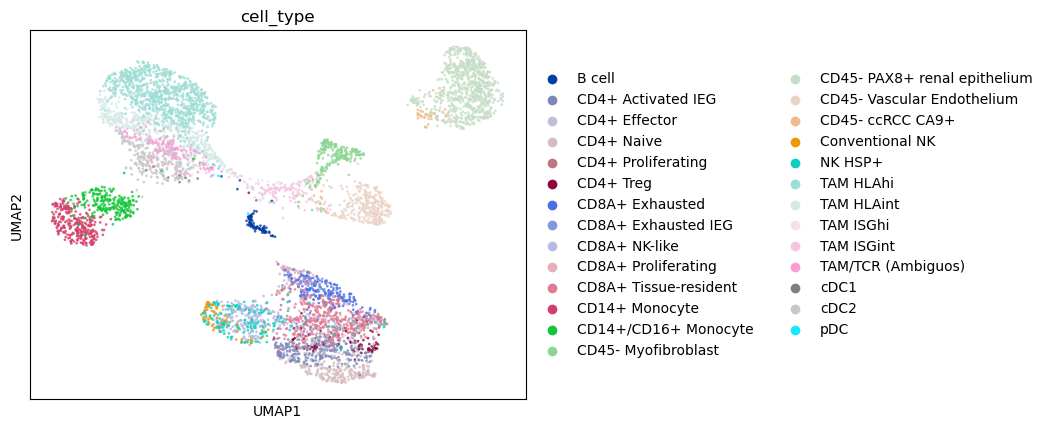 cell_type
UMAP2
UMAP1
B cell
CD4+ Activated IEG
CD4+ Effector
CD4+ Naive
CD4+ Proliferating
CD4+ Treg
CD8A+ Exhausted
CD8A+ Exhausted IEG
CD8A+ NK-like
CD8A+ Proliferating
CD8A+ Tissue-resident
CD14+ Monocyte
CD14+/CD16+ Monocyte
CD45- Myofibroblast
CD45- PAX8+ renal epithelium
CD45- Vascular Endothelium
CD45- ccRCC CA9+
Conventional NK
NK HSP+
TAM HLAhi
TAM HLAint
TAM ISGhi
TAM ISGint
TAM/TCR (Ambiguos)
cDC1
cDC2
pDC